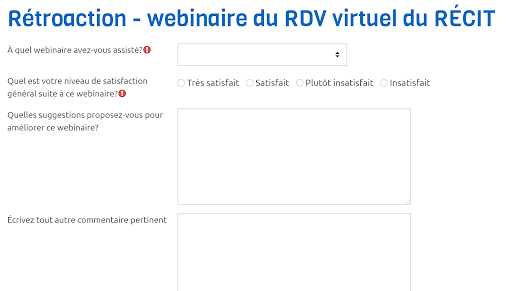 Rétroaction - webinaire du RDV virtuel du RÉCIT
À quel webinaire avez-vous assisté?
Quel est votre niveau de satisfaction
général suite à ce webinaire?
Très satisfait Satisfait Plutôt insatisfait Insatisfait
Quelles suggestions proposez-vous pour
améliorer ce webinaire?
Écrivez tout autre commentaire pertinent